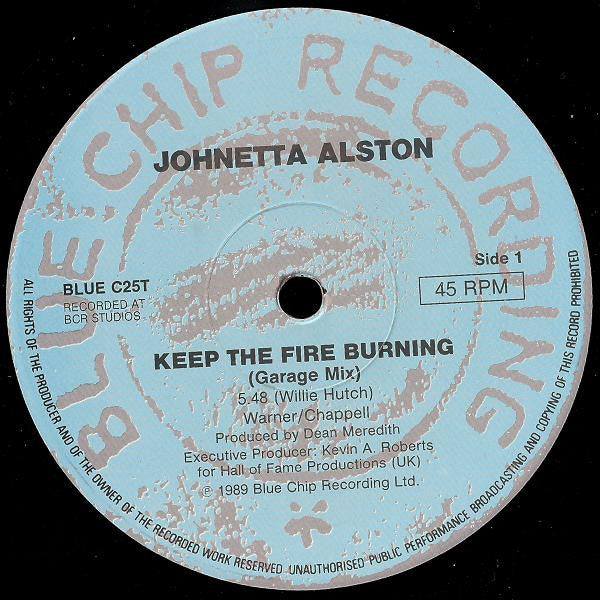 BLUE CHIP RECORDING
JOHNETTA ALSTON
BLUE C25T
RECORDED AT
BCR STUDIOS
Side 1
45 RPM
KEEP THE FIRE BURNING
(Garage Mix)
5:48 (Willie Hutch)
Warner/Chappell
Produced by Dean Meredith
Executive Producer: Kevin A. Roberts
for Hall of Fame Productions (UK)
℗ 1989 Blue Chip Recording Ltd.
ALL RIGHTS OF THE PRODUCER AND OF THE OWNER OF THE RECORDED WORK RESERVED UNAUTHORISED PUBLIC PERFORMANCE BROADCASTING AND COPYING OF THIS RECORD PROHIBITED